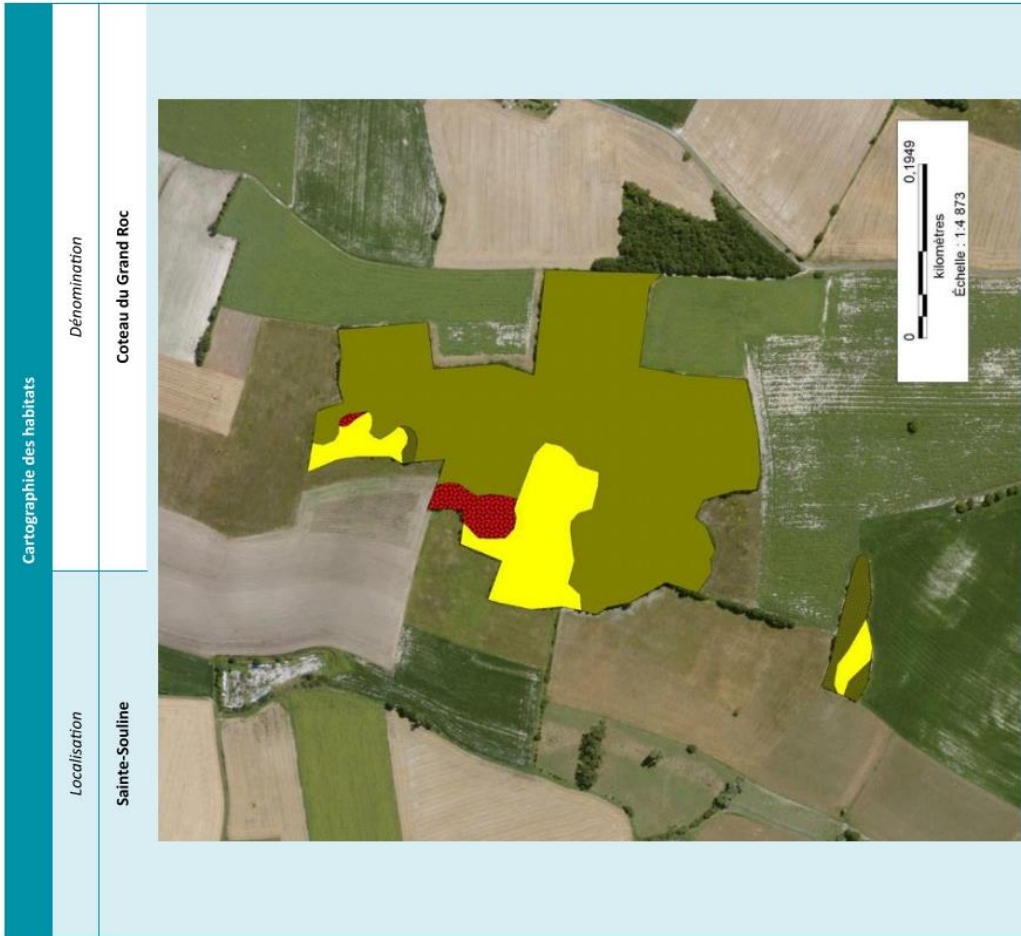 Cartographie des habitats
Localisation
Dénomination
Sainte-Souline
Coteau du Grand Roc
0
0,1949
kilomètres
Échelle : 1:4 873